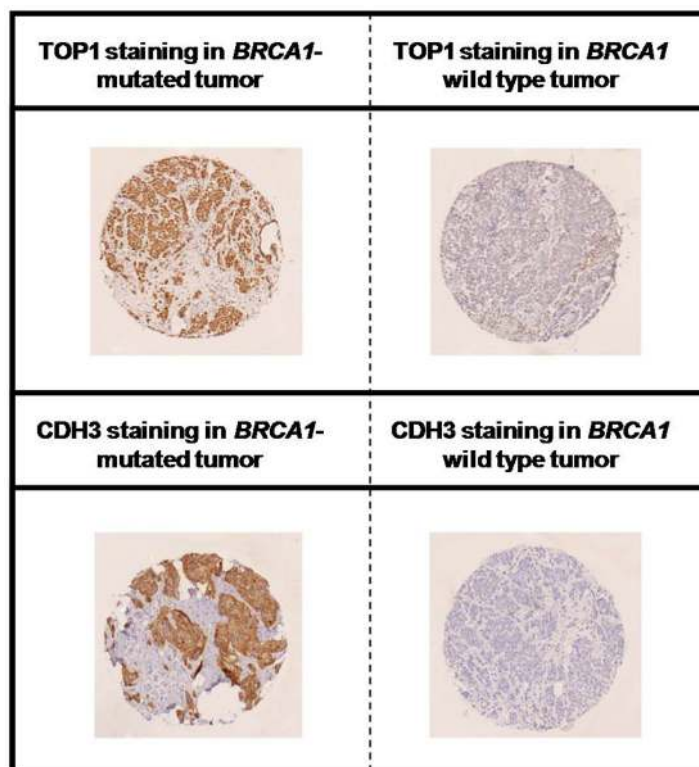 TOP1 staining in BRCA1-
mutated tumor
TOP1 staining in BRCA1
wild type tumor
CDH3 staining in BRCA1-
mutated tumor
CDH3 staining in BRCA1
wild type tumor